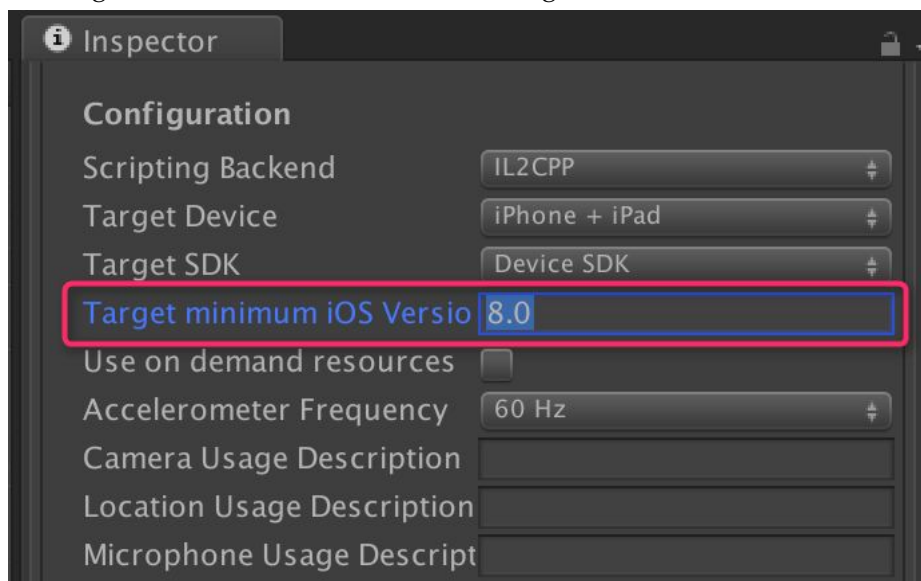 Inspector
Configuration
Scripting Backend IL2CPP
Target Device iPhone + iPad
Target SDK Device SDK
Target minimum iOS Versio 8.0
Use on demand resources
Accelerometer Frequency 60 Hz
Camera Usage Description
Location Usage Description
Microphone Usage Descript